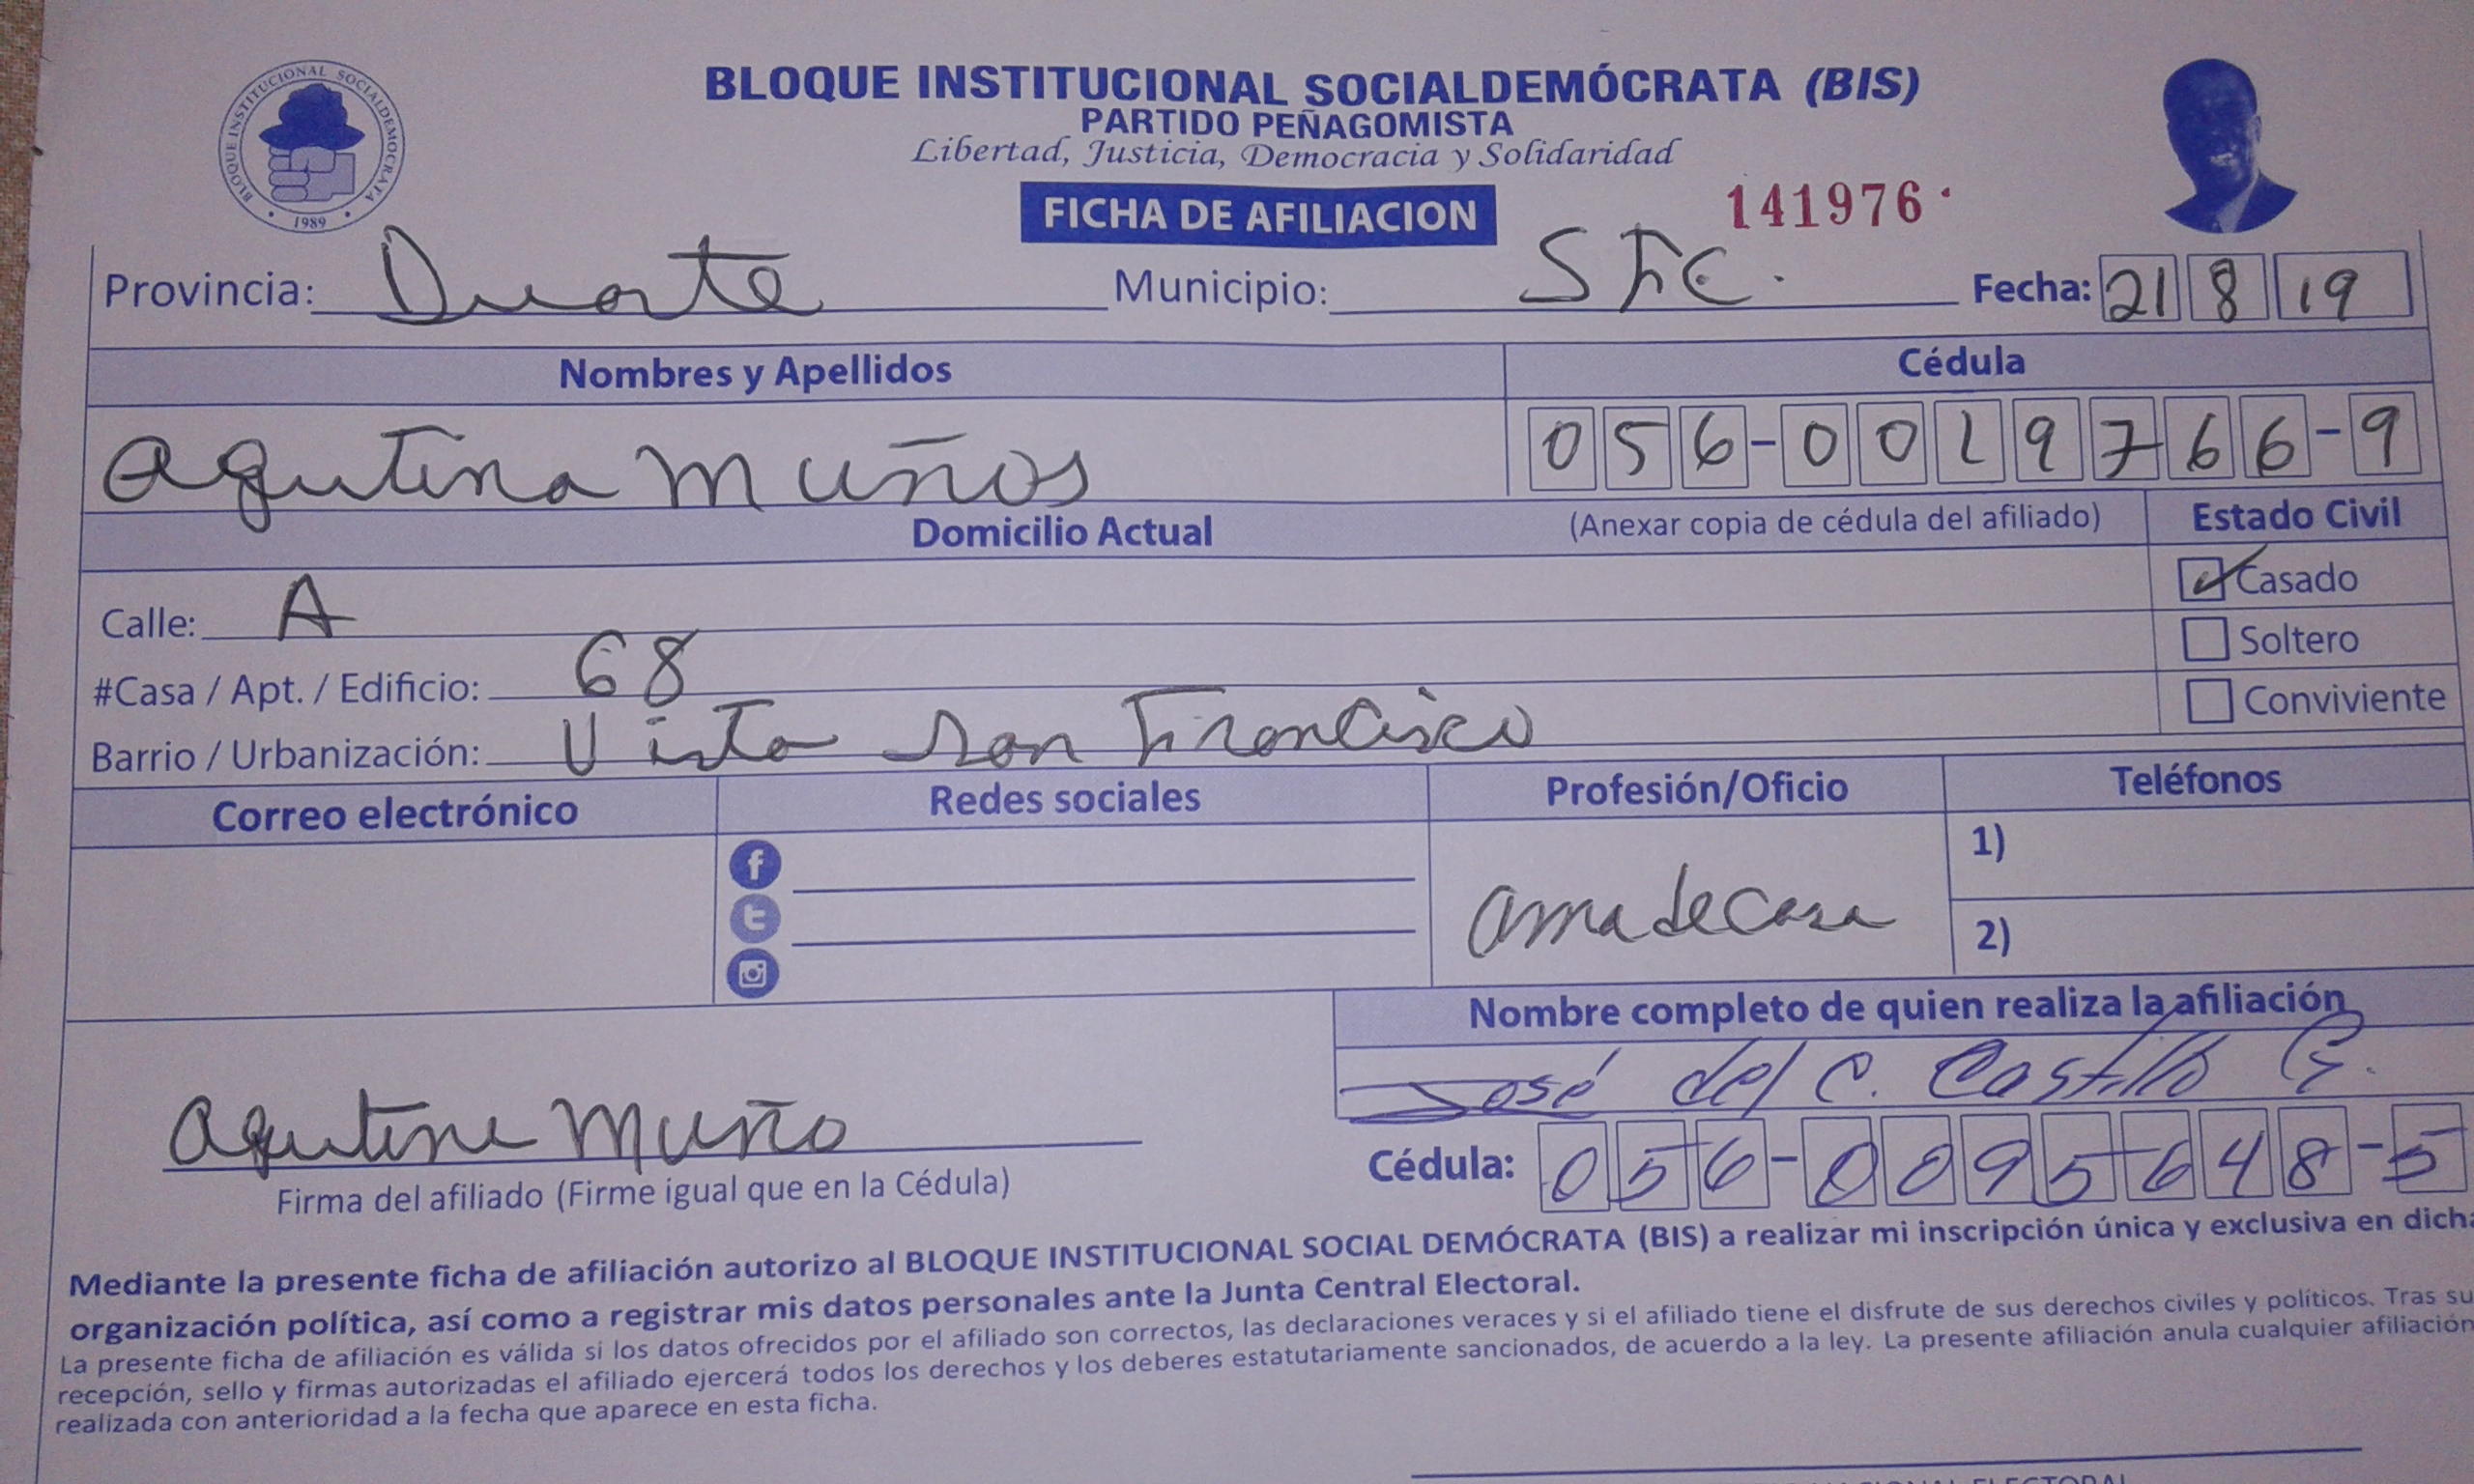 BLOQUE INSTITUCIONAL SOCIALDEMOCRATA
1989
BLOQUE INSTITUCIONAL SOCIALDEMÓCRATA (BIS)
PARTIDO PEÑAGOMISTA
Libertad, Justicia, Democracia y Solidaridad
FICHA DE AFILIACION
141976
Provincia: Duarte Municipio: SFC. Fecha: 21 8 19
Nombres y Apellidos Cédula
Agutina Muños 056-0019766-9
Domicilio Actual (Anexar copia de cédula del afiliado) Estado Civil
Calle: A Casado
#Casa / Apt. / Edificio: 68 Soltero
Barrio / Urbanización: Vista San Francisco Conviviente
Correo electrónico Redes sociales Profesión/Oficio Teléfonos
1)
ama de casa
2)
Nombre completo de quien realiza la afiliación
José del C. Castillo G.
Agutina Muño
Cédula: 056-0095648-5
Firma del afiliado (Firme igual que en la Cédula)
Mediante la presente ficha de afiliación autorizo al BLOQUE INSTITUCIONAL SOCIAL DEMÓCRATA (BIS) a realizar mi inscripción única y exclusiva en dicha
organización política, así como a registrar mis datos personales ante la Junta Central Electoral.
La presente ficha de afiliación es válida si los datos ofrecidos por el afiliado son correctos, las declaraciones veraces y si el afiliado tiene el disfrute de sus derechos civiles y políticos. Tras su
recepción, sello y firmas autorizadas el afiliado ejercerá todos los derechos y los deberes estatutariamente sancionados, de acuerdo a la ley. La presente afiliación anula cualquier afiliación
realizada con anterioridad a la fecha que aparece en esta ficha.